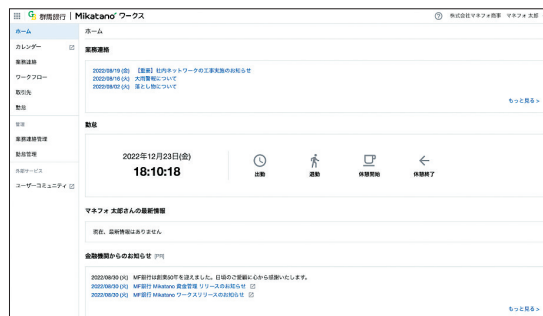 群馬銀行 | Mikatano ワークス
株式会社マネフォ商事 マネフォ 太郎
ホーム
カレンダー
業務連絡
ワークフロー
取引先
勤怠
管理
業務連絡管理
勤怠管理
外部サービス
ユーザーコミュニティ
ホーム
業務連絡
2022/08/19 (金) 【重要】社内ネットワークの工事実施のお知らせ
2022/08/16 (火) 大雨警報について
2022/08/02 (火) 落とし物について
もっと見る >
勤怠
2022年12月23日(金)
18:10:18
出勤 退勤 休憩開始 休憩終了
マネフォ 太郎さんの最新情報
現在、最新情報はありません
金融機関からのお知らせ [PR]
2022/08/30 (火) MF銀行は創業50年を迎えました。日頃のご愛顧に心から感謝いたします。
2022/08/30 (火) MF銀行 Mikatano 資金管理 リリースのお知らせ
2022/08/30 (火) MF銀行 Mikatano ワークスリリースのお知らせ
もっと見る >